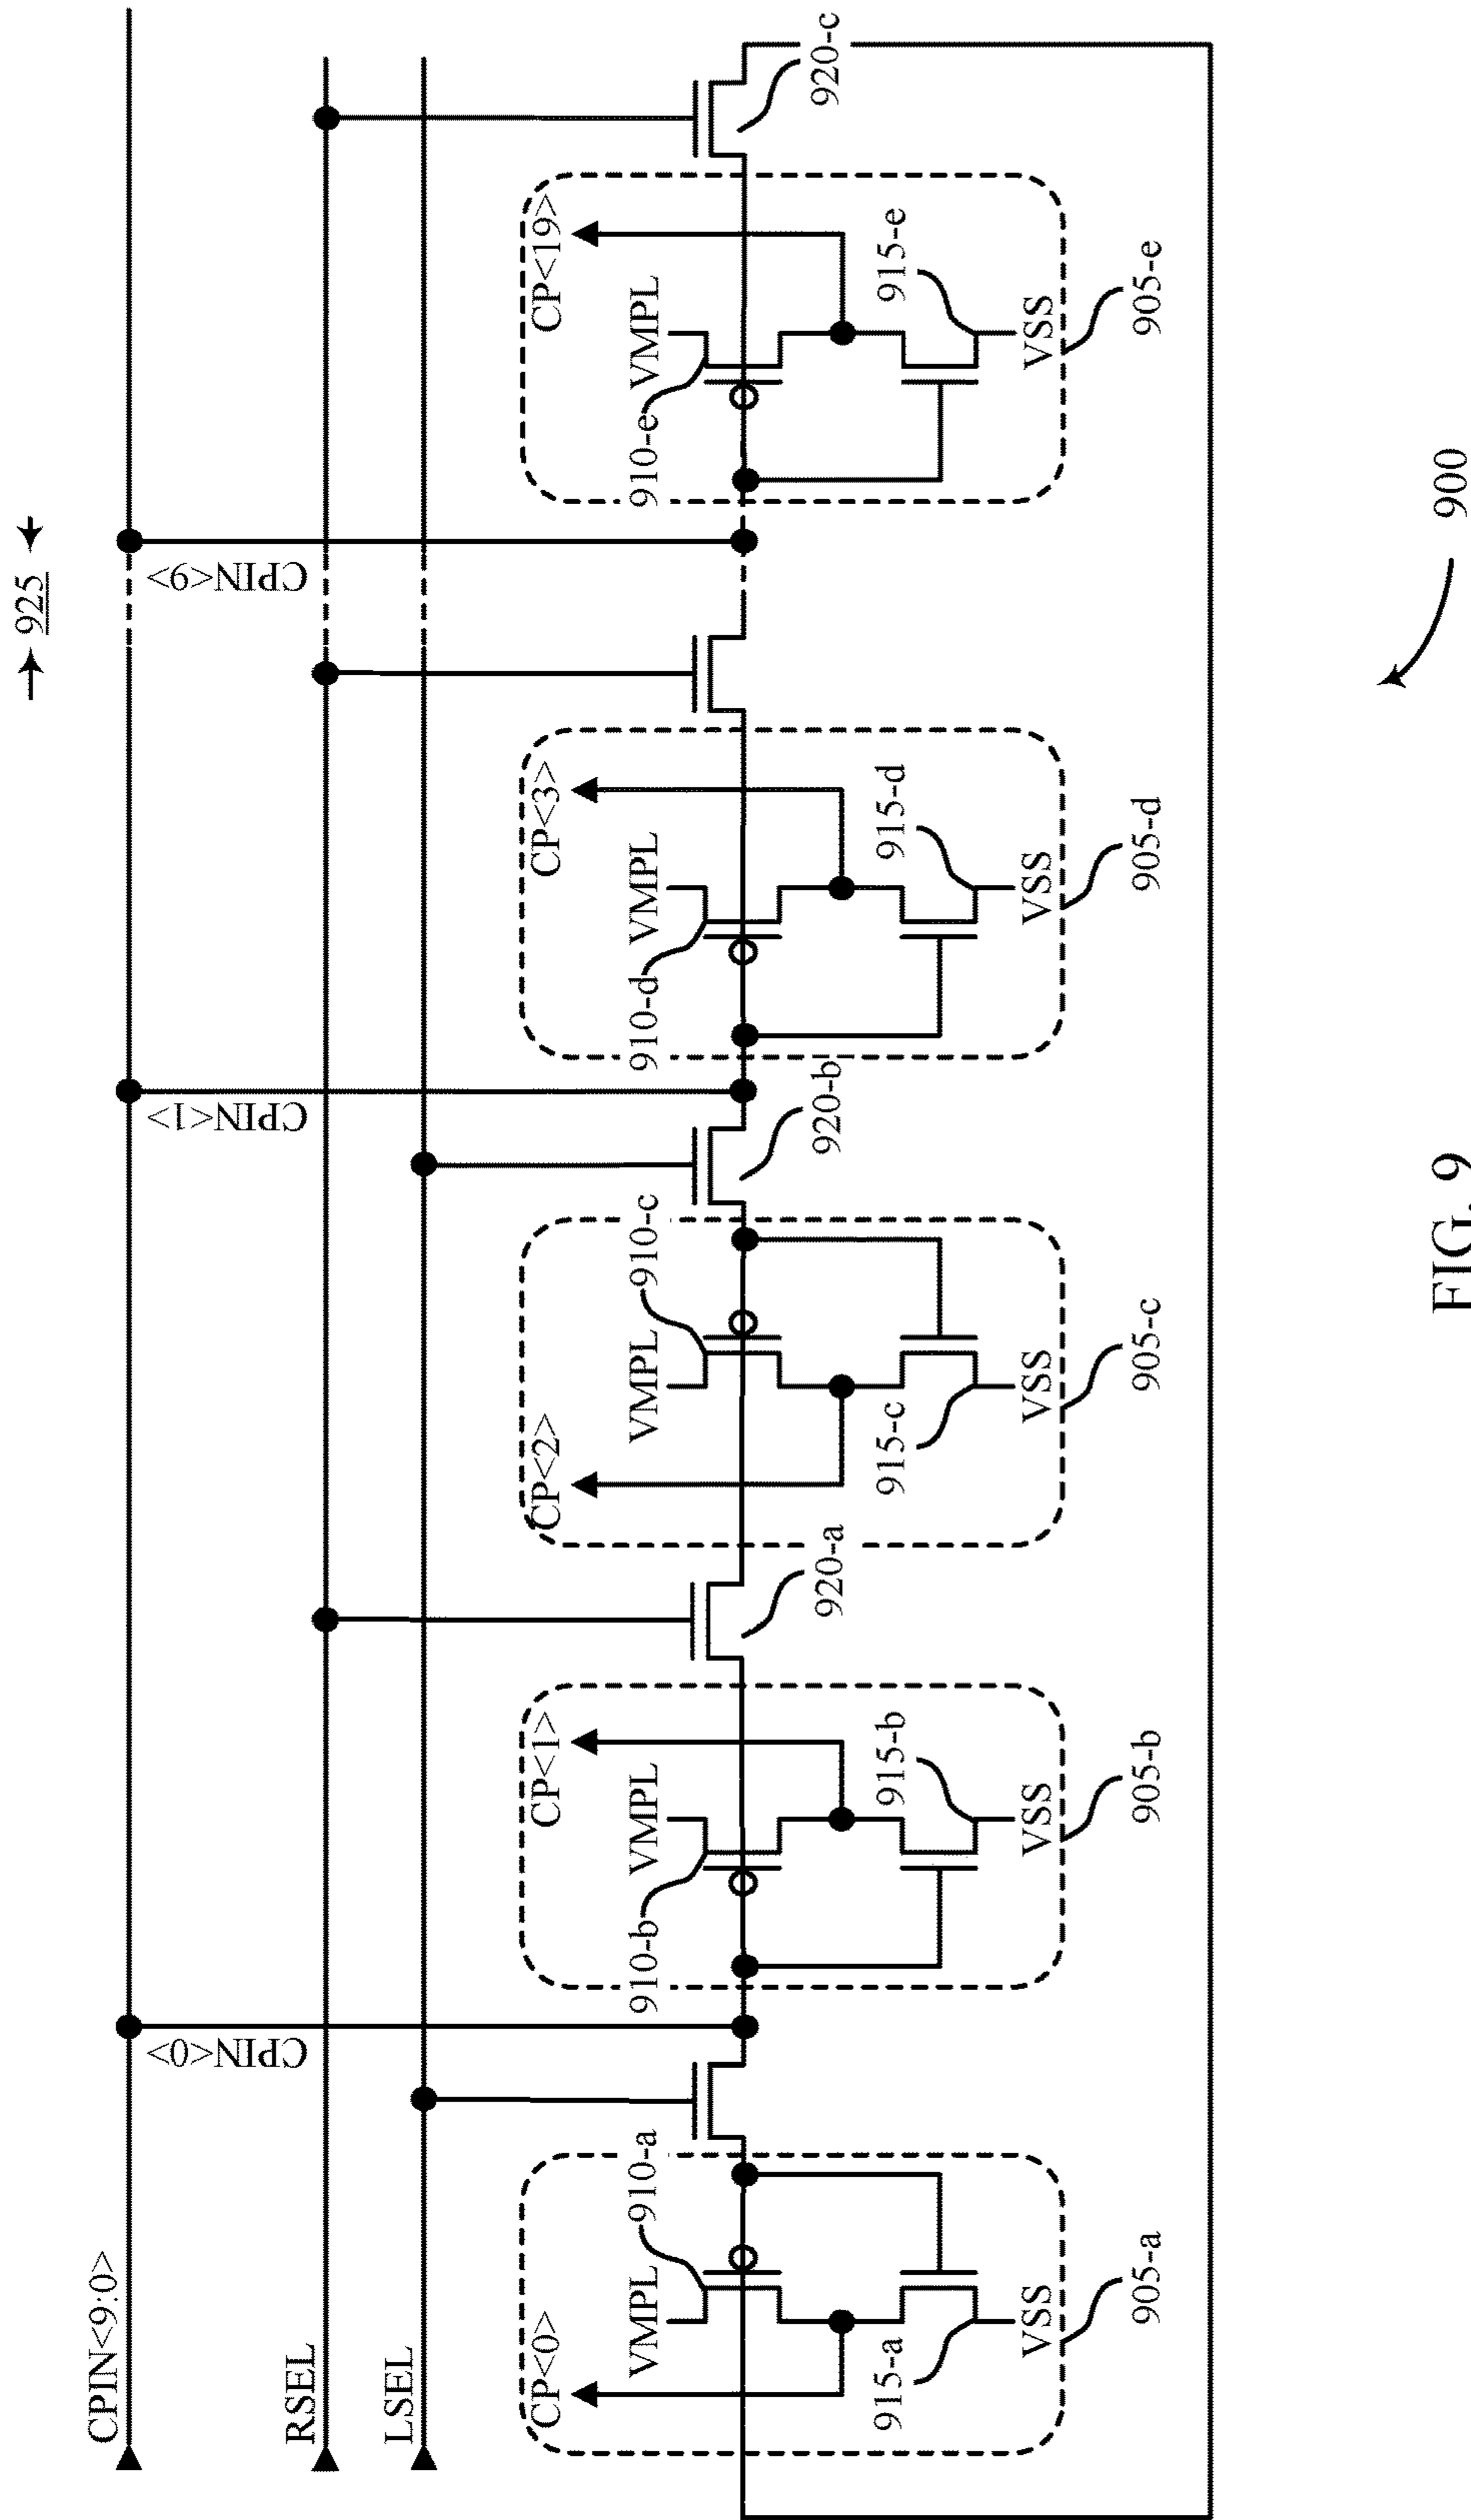 925
CPIN<9:0>
RSEL
LSEL
CPIN<0>
CPIN<1>
CPIN<9>
CP<0>
VMPL
910-a
915-a
VSS
905-a
910-b
VMPL
CP<1>
915-b
VSS
905-b
920-a
CP<2>
VMPL
910-c
915-c
VSS
905-c
920-b
910-d
VMPL
CP<3>
915-d
VSS
905-d
910-e
VMPL
CP<19>
915-e
VSS
905-e
920-c
900
FIG. 9